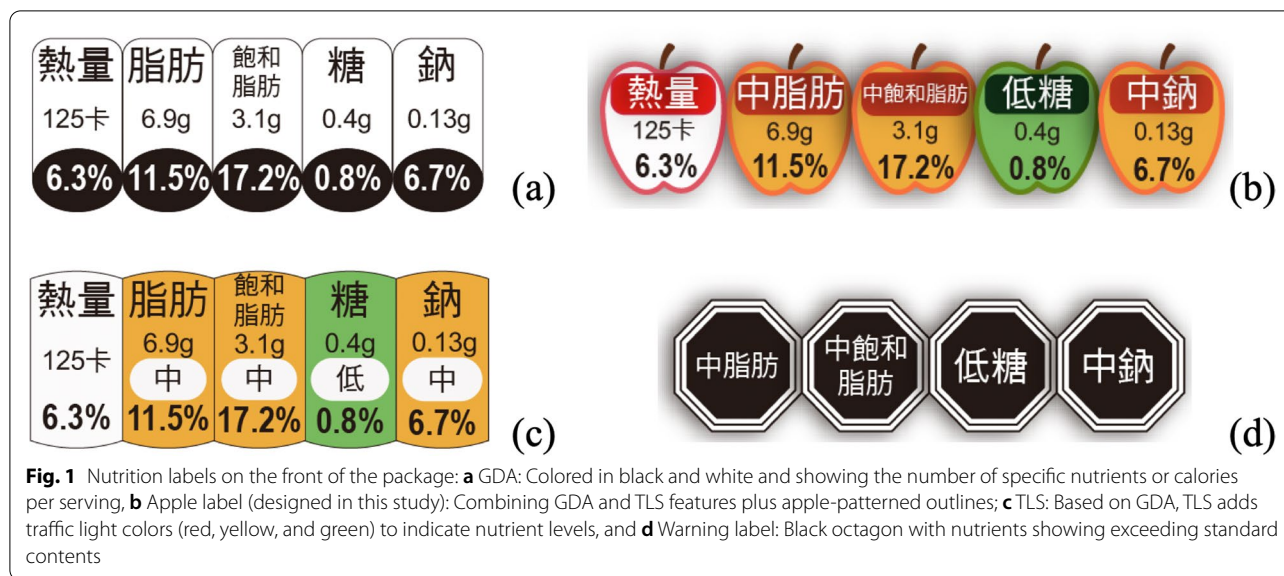 熱量 脂肪 飽和脂肪 糖 鈉
125卡 6.9g 3.1g 0.4g 0.13g
6.3% 11.5% 17.2% 0.8% 6.7%
(a)
熱量 中脂肪 中飽和脂肪 低糖 中鈉
125卡 6.9g 3.1g 0.4g 0.13g
6.3% 11.5% 17.2% 0.8% 6.7%
(b)
熱量 脂肪 飽和脂肪 糖 鈉
125卡 6.9g 3.1g 0.4g 0.13g
中 中 低 中
6.3% 11.5% 17.2% 0.8% 6.7%
(c)
中脂肪 中飽和脂肪 低糖 中鈉
(d)
Fig. 1 Nutrition labels on the front of the package: a GDA: Colored in black and white and showing the number of specific nutrients or calories
per serving, b Apple label (designed in this study): Combining GDA and TLS features plus apple-patterned outlines; c TLS: Based on GDA, TLS adds
traffic light colors (red, yellow, and green) to indicate nutrient levels, and d Warning label: Black octagon with nutrients showing exceeding standard
contents